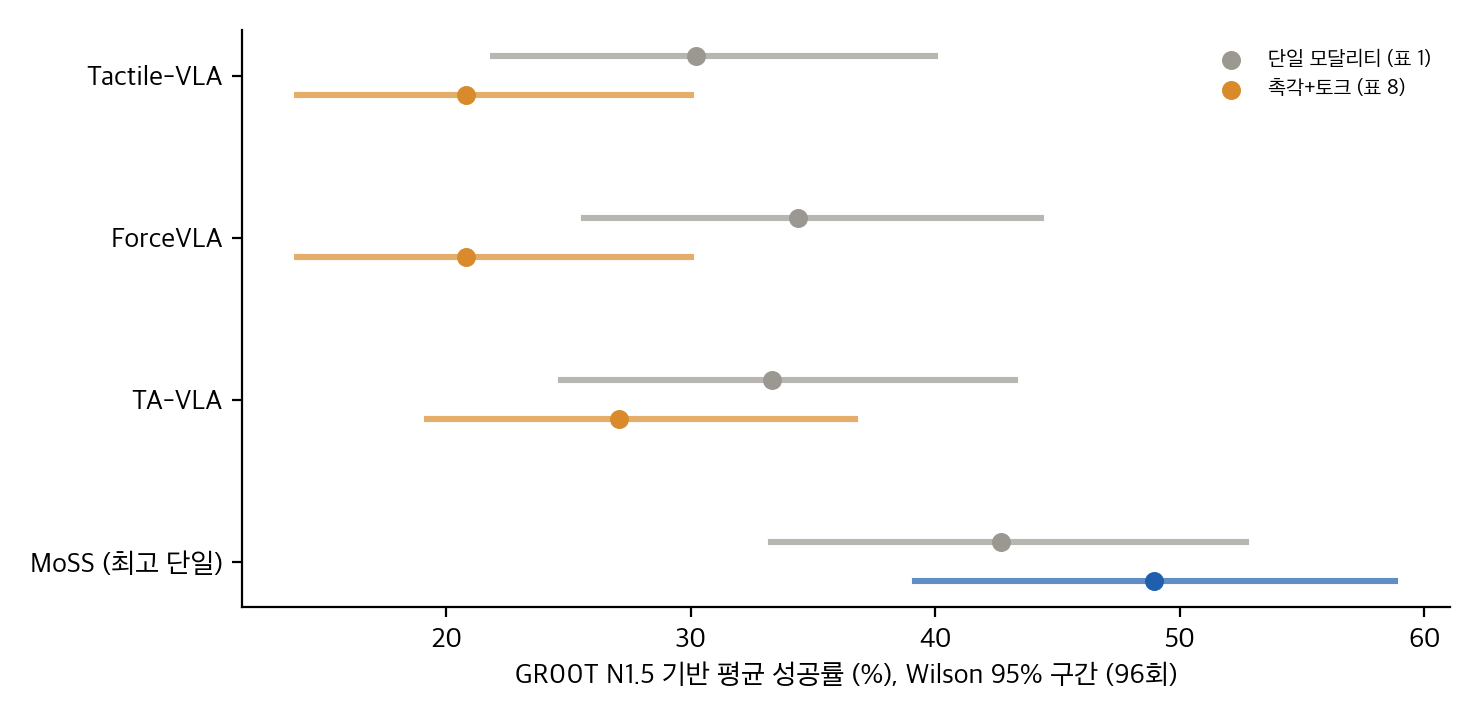 Tactile-VLA
ForceVLA
TA-VLA
MoSS (최고 단일)
단일 모달리티 (표 1)
촉각+토크 (표 8)
20 30 40 50 60
GR00T N1.5 기반 평균 성공률 (%), Wilson 95% 구간 (96회)